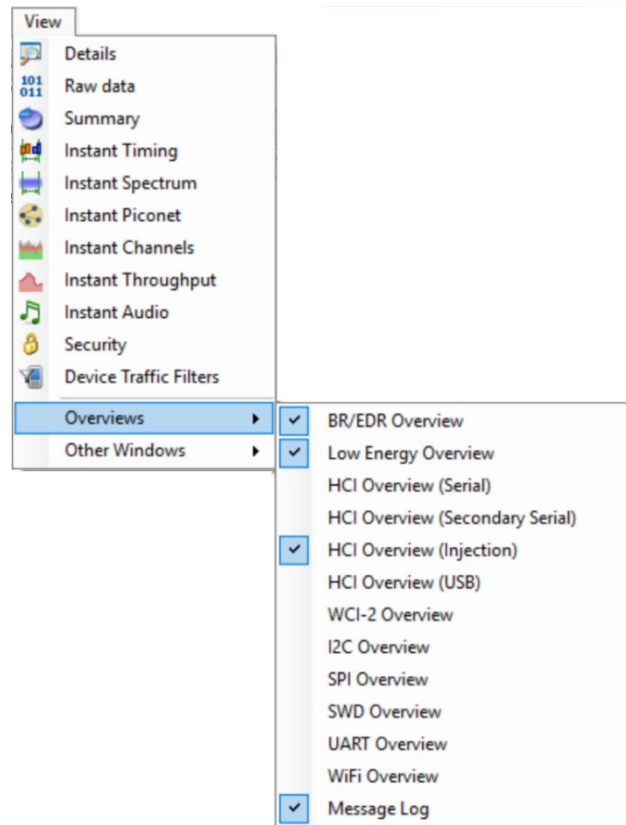 View
Details
101
011
Raw data
Summary
Instant Timing
Instant Spectrum
Instant Piconet
Instant Channels
Instant Throughput
Instant Audio
Security
Device Traffic Filters
Overviews
Other Windows
BR/EDR Overview
Low Energy Overview
HCI Overview (Serial)
HCI Overview (Secondary Serial)
HCI Overview (Injection)
HCI Overview (USB)
WCI-2 Overview
I2C Overview
SPI Overview
SWD Overview
UART Overview
WiFi Overview
Message Log